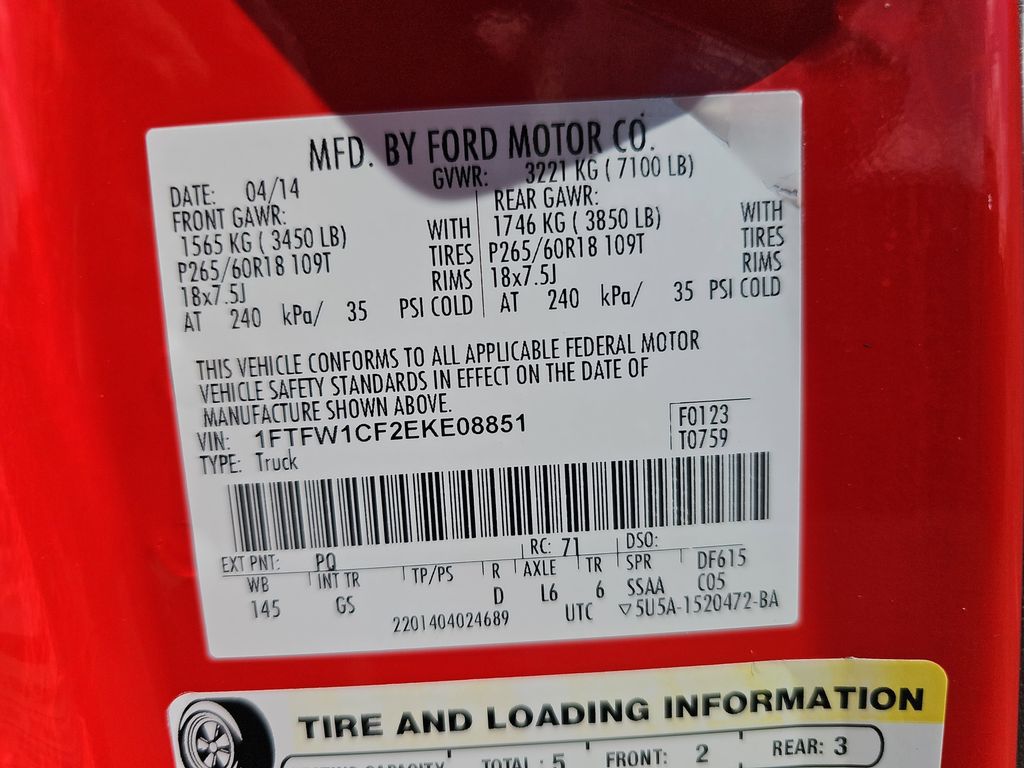 MFD. BY FORD MOTOR CO.
DATE: 04/14 GVWR: 3221 KG ( 7100 LB)
FRONT GAWR: REAR GAWR:
1565 KG ( 3450 LB) WITH 1746 KG ( 3850 LB) WITH
P265/60R18 109T TIRES P265/60R18 109T TIRES
18x7.5J RIMS 18x7.5J RIMS
AT 240 kPa/ 35 PSI COLD AT 240 kPa/ 35 PSI COLD
THIS VEHICLE CONFORMS TO ALL APPLICABLE FEDERAL MOTOR
VEHICLE SAFETY STANDARDS IN EFFECT ON THE DATE OF
MANUFACTURE SHOWN ABOVE.
VIN: 1FTFW1CF2EKE08851 F0123
TYPE: Truck T0759
EXT PNT: PQ RC: 71 DSO:
WB INT TR TP/PS R AXLE TR SPR DF615
145 GS D L6 6 SSAA C05
2201404024689 UTC ▽5U5A-1520472-BA
TIRE AND LOADING INFORMATION
CAPACITY TOTAL : 5 FRONT: 2 REAR: 3